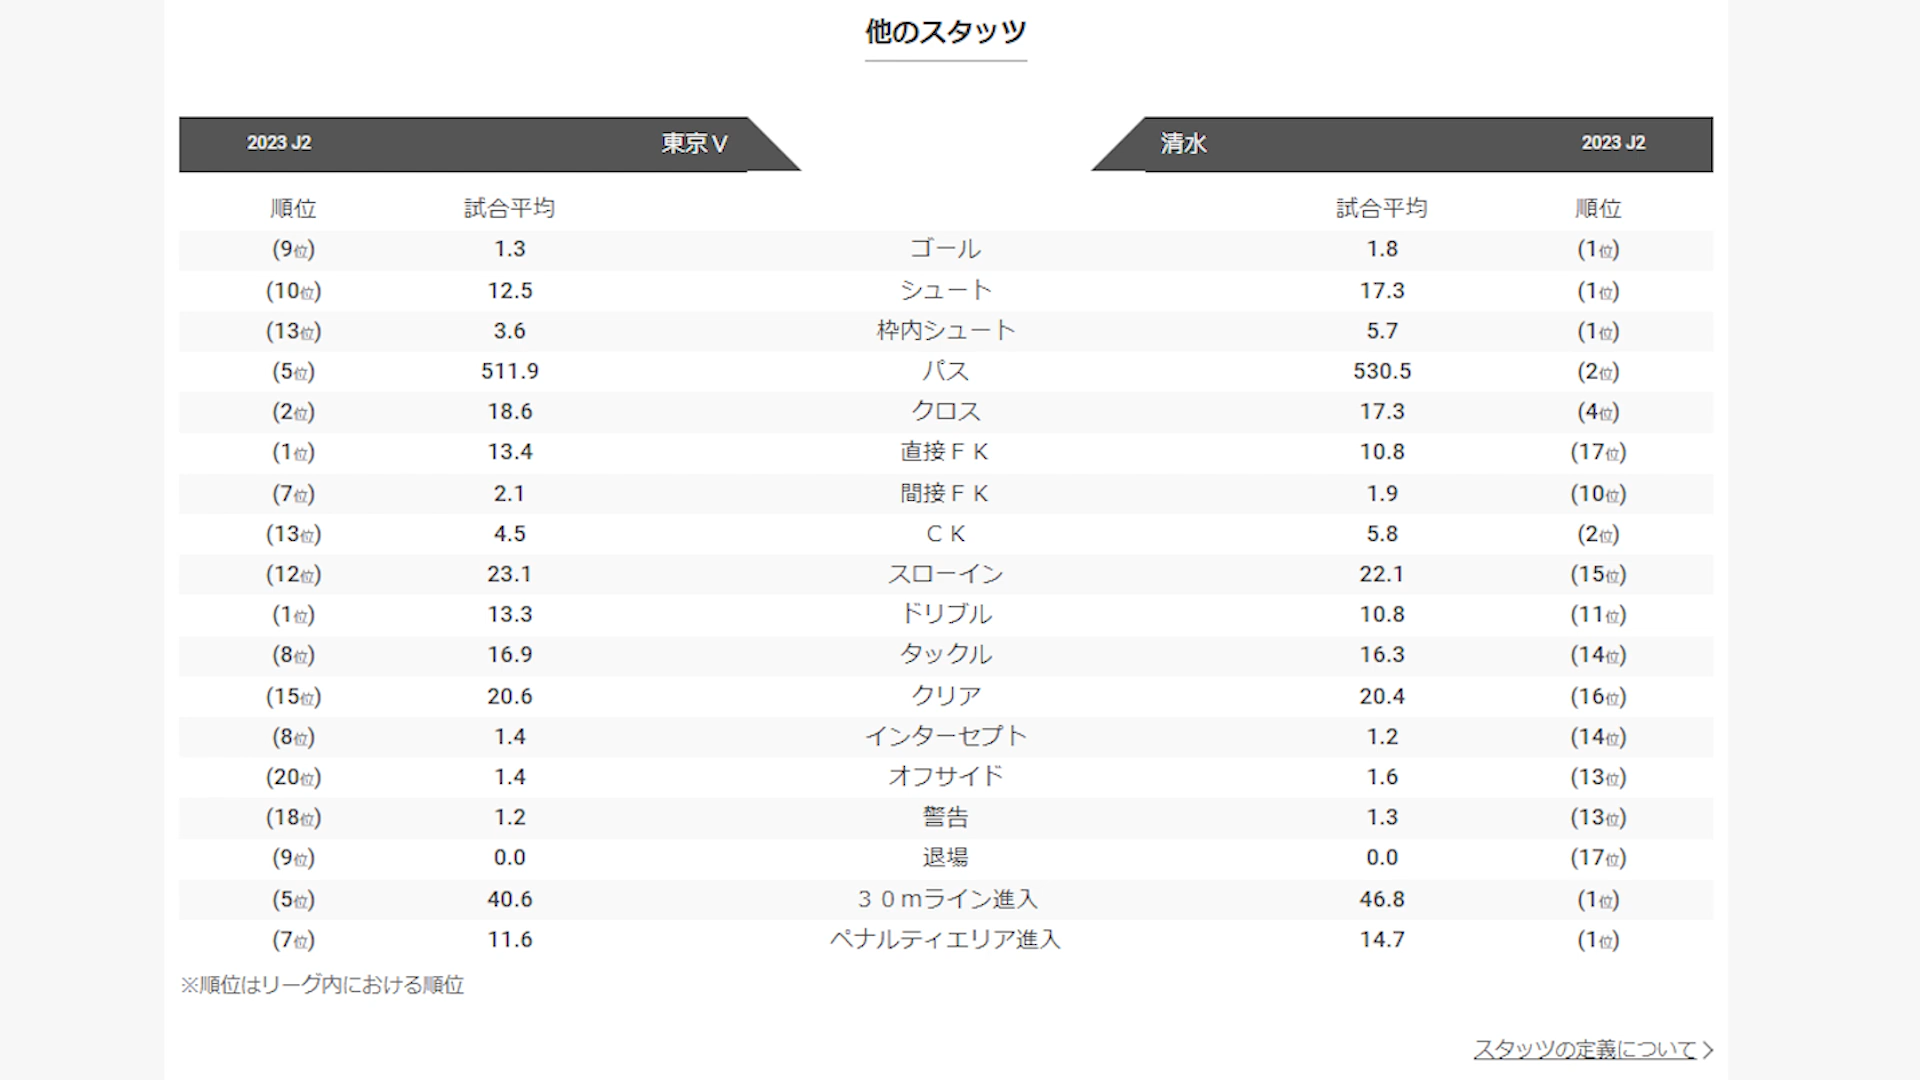 他のスタッツ
2023 J2 東京Ｖ 清水 2023 J2
順位 試合平均 試合平均 順位
(9位) 1.3 ゴール 1.8 (1位)
(10位) 12.5 シュート 17.3 (1位)
(13位) 3.6 枠内シュート 5.7 (1位)
(5位) 511.9 パス 530.5 (2位)
(2位) 18.6 クロス 17.3 (4位)
(1位) 13.4 直接ＦＫ 10.8 (17位)
(7位) 2.1 間接ＦＫ 1.9 (10位)
(13位) 4.5 ＣＫ 5.8 (2位)
(12位) 23.1 スローイン 22.1 (15位)
(1位) 13.3 ドリブル 10.8 (11位)
(8位) 16.9 タックル 16.3 (14位)
(15位) 20.6 クリア 20.4 (16位)
(8位) 1.4 インターセプト 1.2 (14位)
(20位) 1.4 オフサイド 1.6 (13位)
(18位) 1.2 警告 1.3 (13位)
(9位) 0.0 退場 0.0 (17位)
(5位) 40.6 ３０ｍライン進入 46.8 (1位)
(7位) 11.6 ペナルティエリア進入 14.7 (1位)
※順位はリーグ内における順位
スタッツの定義について